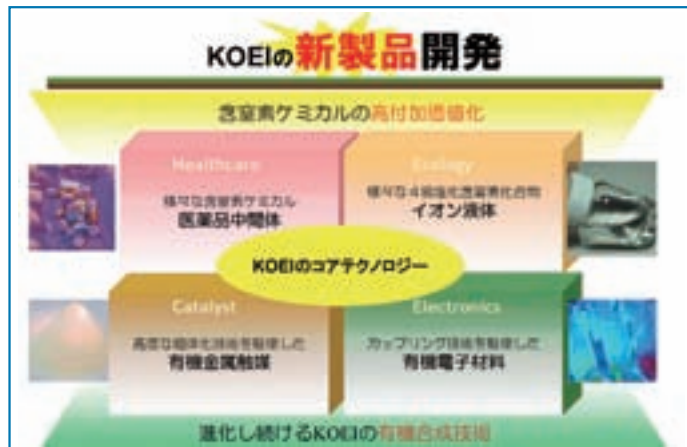 KOEIの新製品開発
含窒素ケミカルの高付加価値化
Healthcare
様々な含窒素ケミカル
医薬品中間体
Ecology
様々な4級塩化含窒素化合物
イオン液体
KOEIのコアテクノロジー
Catalyst
高度な錯体化技術を駆使した
有機金属触媒
Electronics
カップリング技術を駆使した
有機電子材料
進化し続けるKOEIの有機合成技術